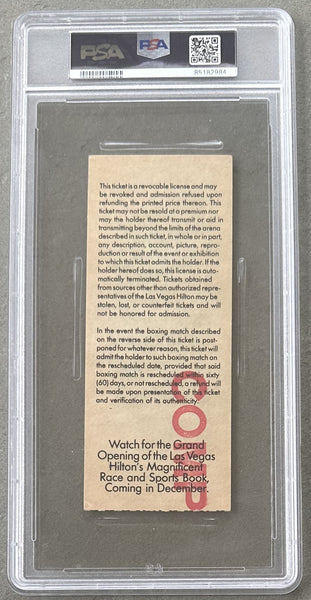 PSA
PSA
85182984
This ticket is a revocable license and may
be revoked and admission refused upon
refunding the printed price thereon. This
ticket may not be resold at a premium nor
may the holder thereof transmit or aid in
transmitting beyond the limits of the arena
described in such ticket, in whole or in part,
any description, account, picture, repro-
duction or result of the event or exhibition
to which this ticket admits the holder. If the
holder hereof does so, this license is auto-
matically terminated. Tickets obtained
from sources other than authorized repre-
sentatives of the Las Vegas Hilton may be
stolen, lost, or counterfeit tickets and will
not be honored for admission.
In the event the boxing match described
on the reverse side of this ticket is post-
poned for whatever reason, this ticket will
admit the holder to such boxing match on
the rescheduled date, provided that said
boxing match is rescheduled within sixty
(60) days, or not rescheduled, a refund will
be made upon presentation of this ticket
and verification of its authenticity.
Watch for the Grand
Opening of the Las Vegas
Hilton's Magnificent
Race and Sports Book,
Coming in December.